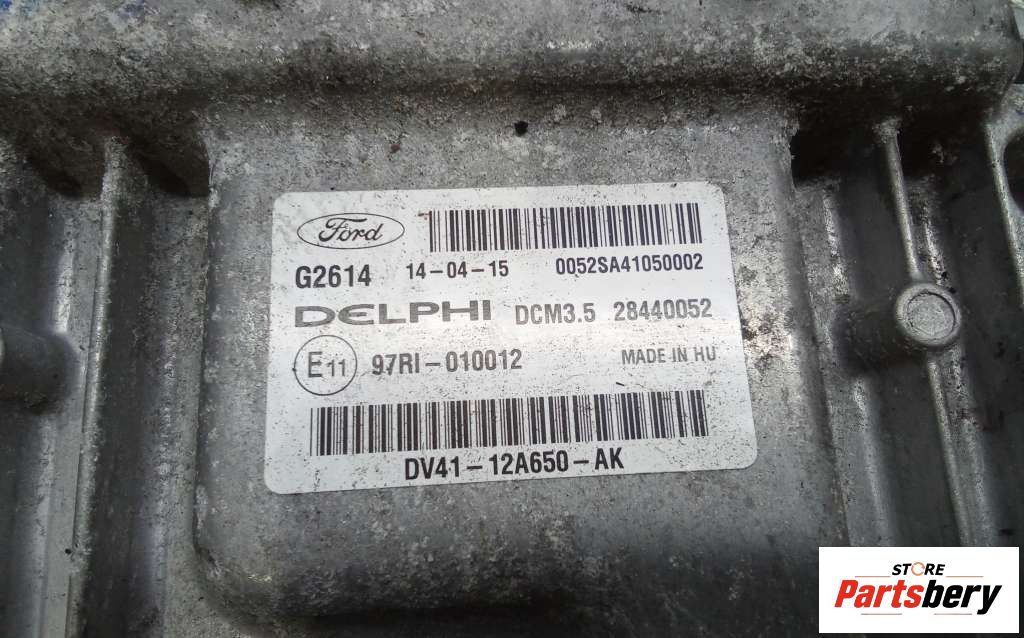 Ford
G2614 14-04-15 0052SA41050002
DELPHI DCM3.5 28440052
E11 97RI-010012 MADE IN HU
DV41-12A650-AK
STORE
Partsbery